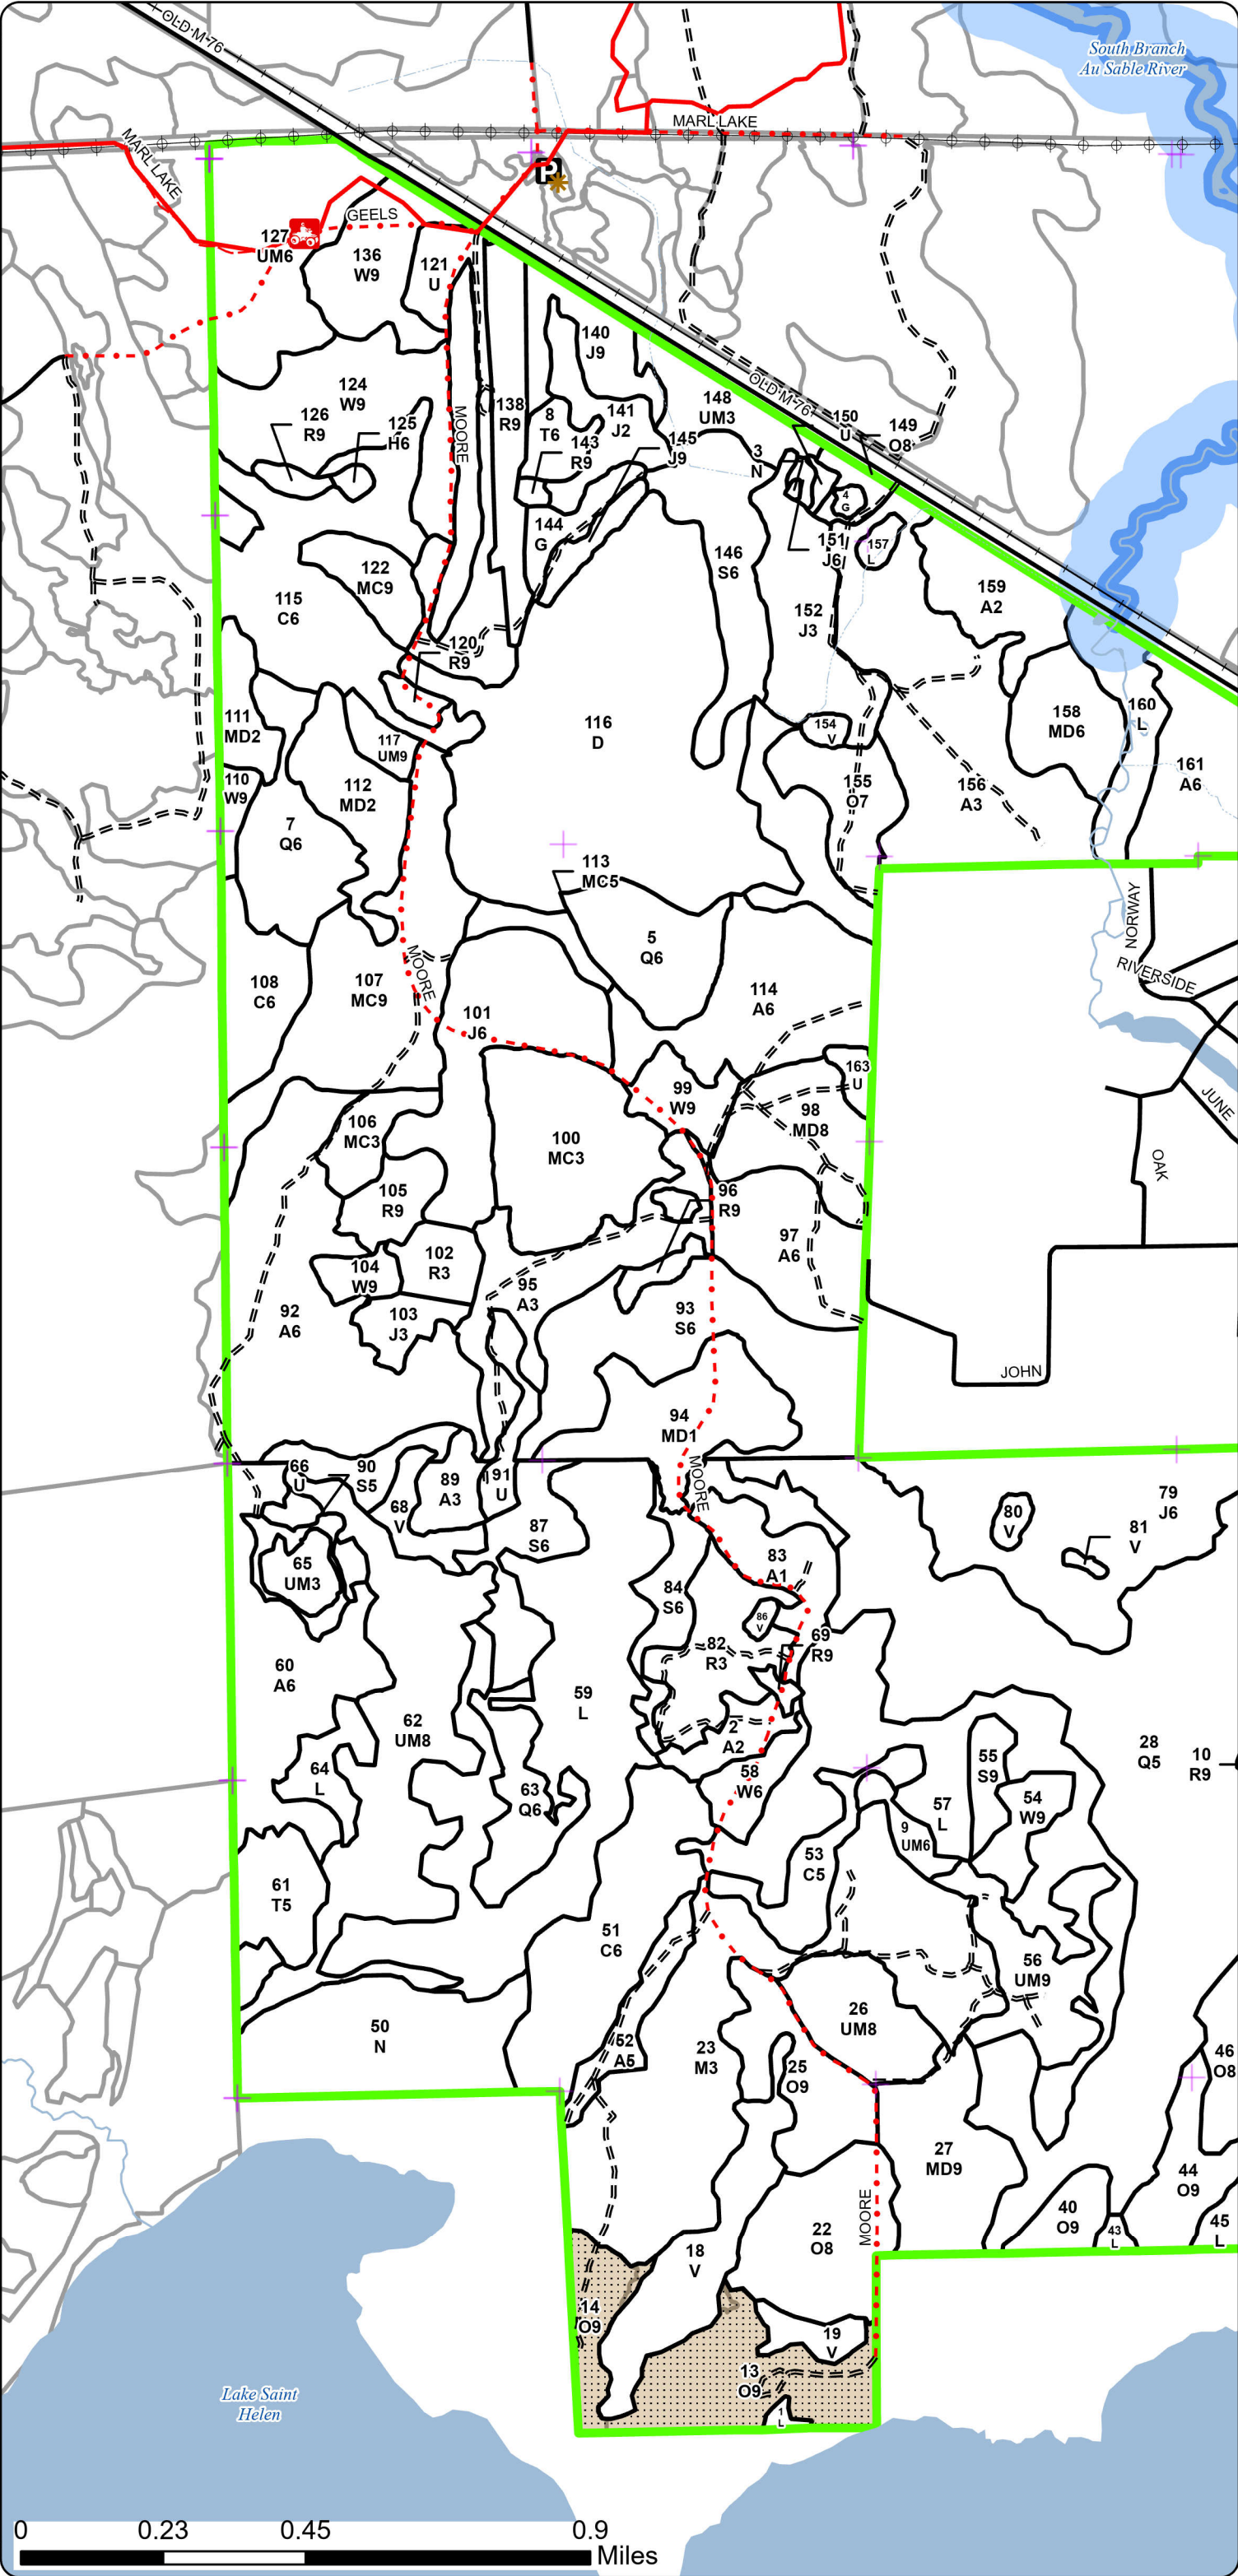 OLD M-76
South Branch
Au Sable River
MARL LAKE
MARL LAKE
P
GEELS
127
UM6
136
W9
121
U
140
J9
OLD M-76
124
W9
126
R9
125
H6
MOORE
138
R9
8
T6
141
J2
143
R9
145
J9
148
UM3
3
N
150
U
149
O8
4
G
144
G
151
J6
157
L
146
S6
122
MC9
115
C6
152
J3
159
A2
120
R9
111
MD2
117
UM9
116
D
154
V
158
MD6
160
L
161
A6
110
W9
112
MD2
155
O7
156
A3
7
Q6
113
MC5
5
Q6
NORWAY
RIVERSIDE
108
C6
107
MC9
MOORE
101
J6
114
A6
163
U
99
W9
98
MD8
JUNE
106
MC3
100
MC3
OAK
105
R9
96
R9
97
A6
102
R3
104
W9
95
A3
92
A6
103
J3
93
S6
JOHN
94
MD1
66
U
90
S5
89
A3
91
U
MOORE
68
V
87
S6
80
V
79
J6
81
V
65
UM3
83
A1
84
S6
86
V
82
R3
69
R9
60
A6
59
L
62
UM8
2
A2
64
L
63
Q6
58
W6
55
S9
28
Q5
10
R9
57
L
54
W9
9
UM6
53
C5
61
T5
51
C6
56
UM9
50
N
52
A5
23
M3
26
UM8
25
O9
46
O8
27
MD9
MOORE
44
O9
40
O9
43
L
45
L
22
O8
18
V
14
O9
19
V
13
O9
1
L
Lake Saint
Helen
0 0.23 0.45 0.9
Miles